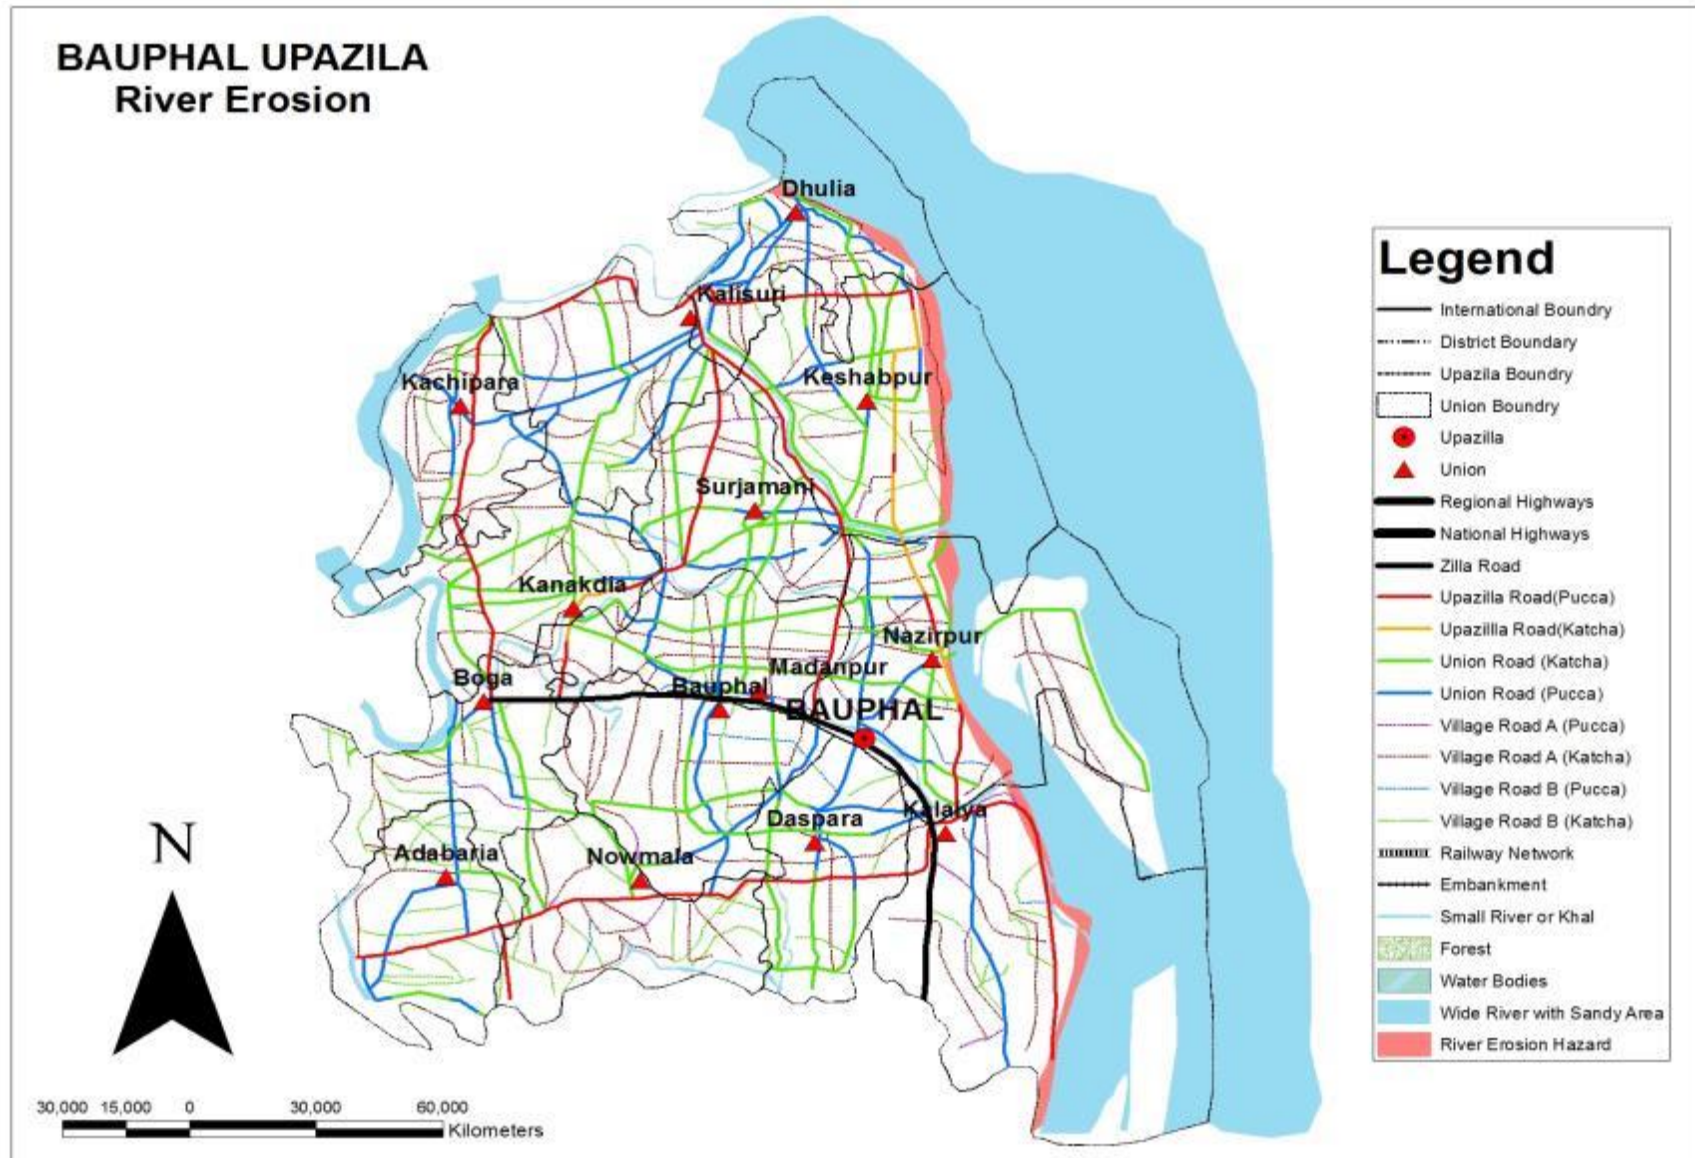 BAUPHAL UPAZILA
River Erosion
Dhulia
Kalisuri
Kachipara
Keshabpur
Surjamani
Kanakdia
Nazirpur
Madanpur
Boga
Bauphal
BAUPHAL
Kalaiya
Daspara
Adabaria
Nowmala
N
30,000 15,000 0 30,000 60,000
Kilometers
Legend
International Boundry
District Boundary
Upazila Boundry
Union Boundry
Upazilla
Union
Regional Highways
National Highways
Zilla Road
Upazilla Road(Pucca)
Upazillla Road(Katcha)
Union Road (Katcha)
Union Road (Pucca)
Village Road A (Pucca)
Village Road A (Katcha)
Village Road B (Pucca)
Village Road B (Katcha)
Railway Network
Embankment
Small River or Khal
Forest
Water Bodies
Wide River with Sandy Area
River Erosion Hazard